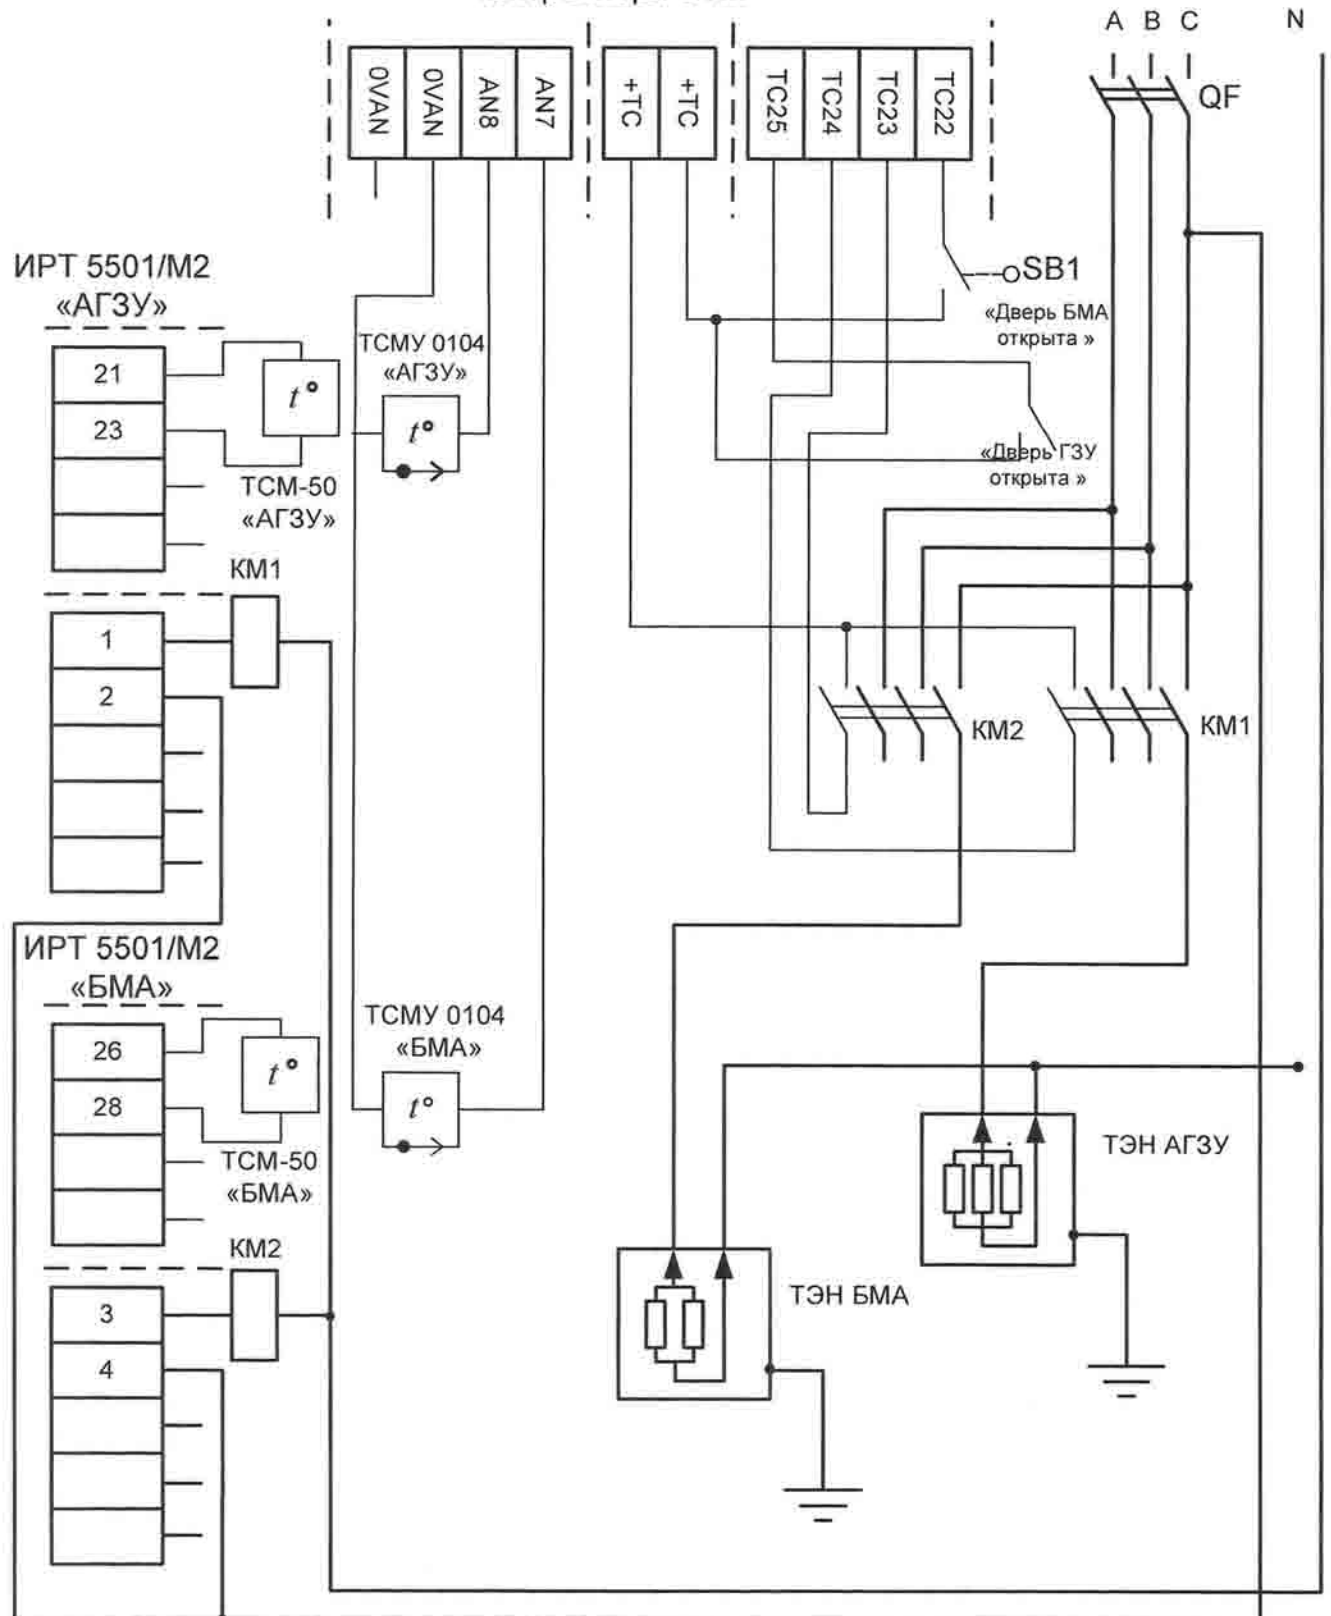 A B C N
0VAN 0VAN AN8 AN7 +TC +TC TC25 TC24 TC23 TC22
QF
ИРТ 5501/М2
«АГЗУ»
SB1
«Дверь БМА
открыта »
ТСМУ 0104
«АГЗУ»
21
t°
23
t°
«Дверь ГЗУ
открыта »
ТСМ-50
«АГЗУ»
КМ1
1
2
КМ2
КМ1
ИРТ 5501/М2
«БМА»
ТСМУ 0104
«БМА»
26
t°
28
t°
ТСМ-50
«БМА»
ТЭН АГЗУ
КМ2
ТЭН БМА
3
4